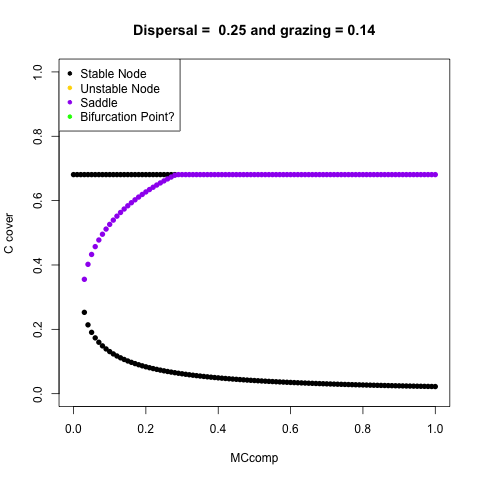 Dispersal =  0.25 and grazing = 0.14
Stable Node
Unstable Node
Saddle
Bifurcation Point?
C cover
1.0
0.8
0.6
0.4
0.2
0.0
0.0 0.2 0.4 0.6 0.8 1.0
MCcomp